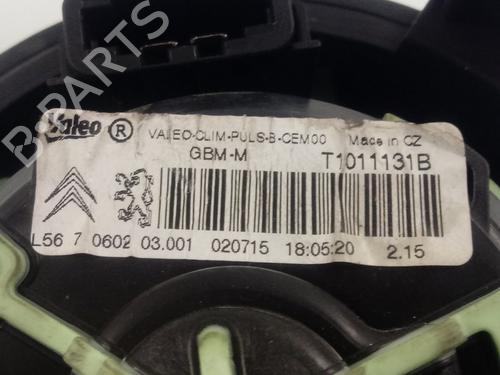 Valeo ® VALEO-CLIM-PULS-B-CEM00 Made in CZ
GBM-M T1011131B
L56 7 0602 03.001 020715 18:05:20 2.15
B-PARTS